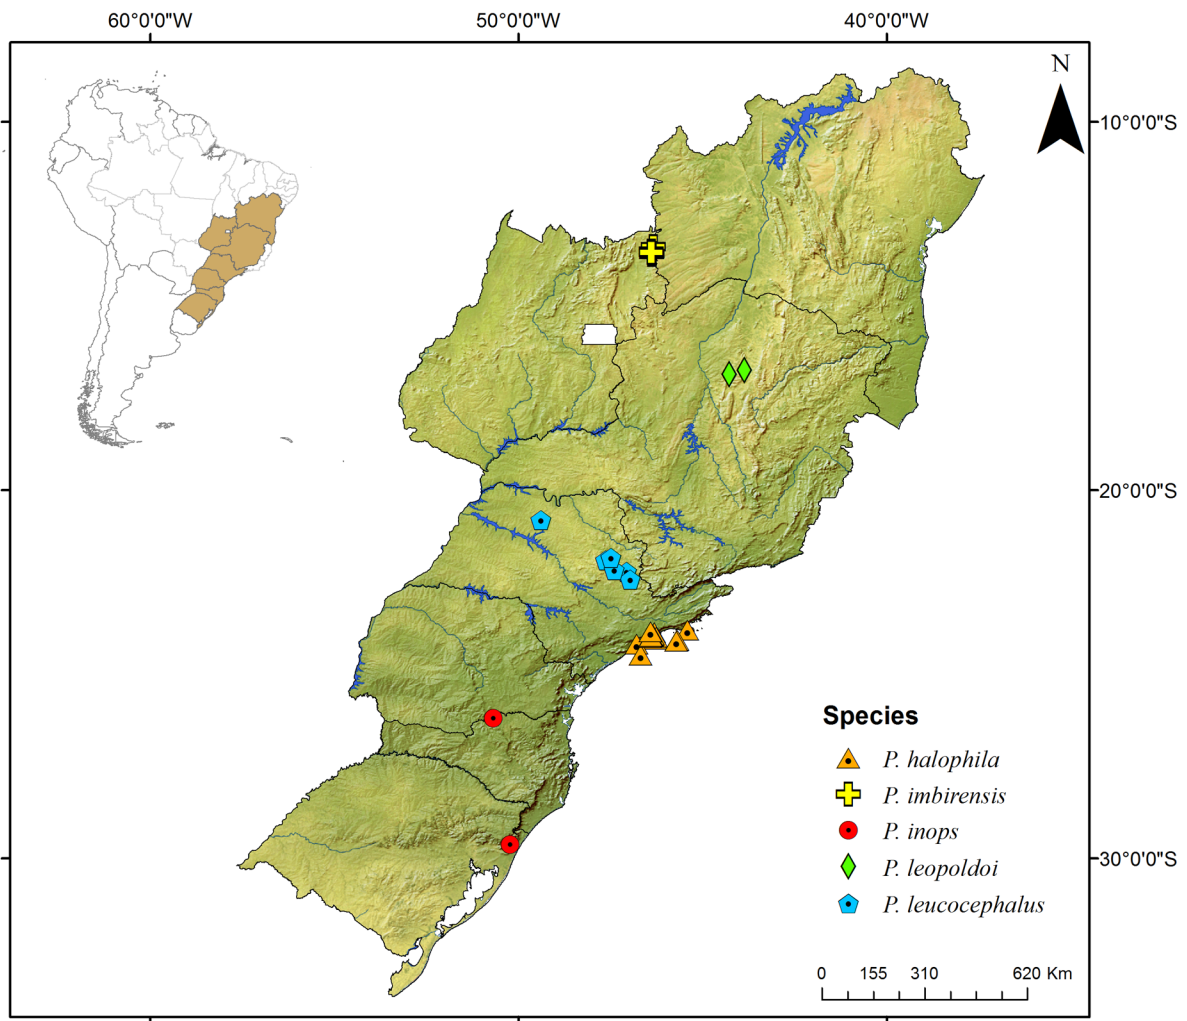 60°0'0"W 50°0'0"W 40°0'0"W
N
10°0'0"S
20°0'0"S
30°0'0"S
Species
P. halophila
P. imbirensis
P. inops
P. leopoldoi
P. leucocephalus
0 155 310 620 Km